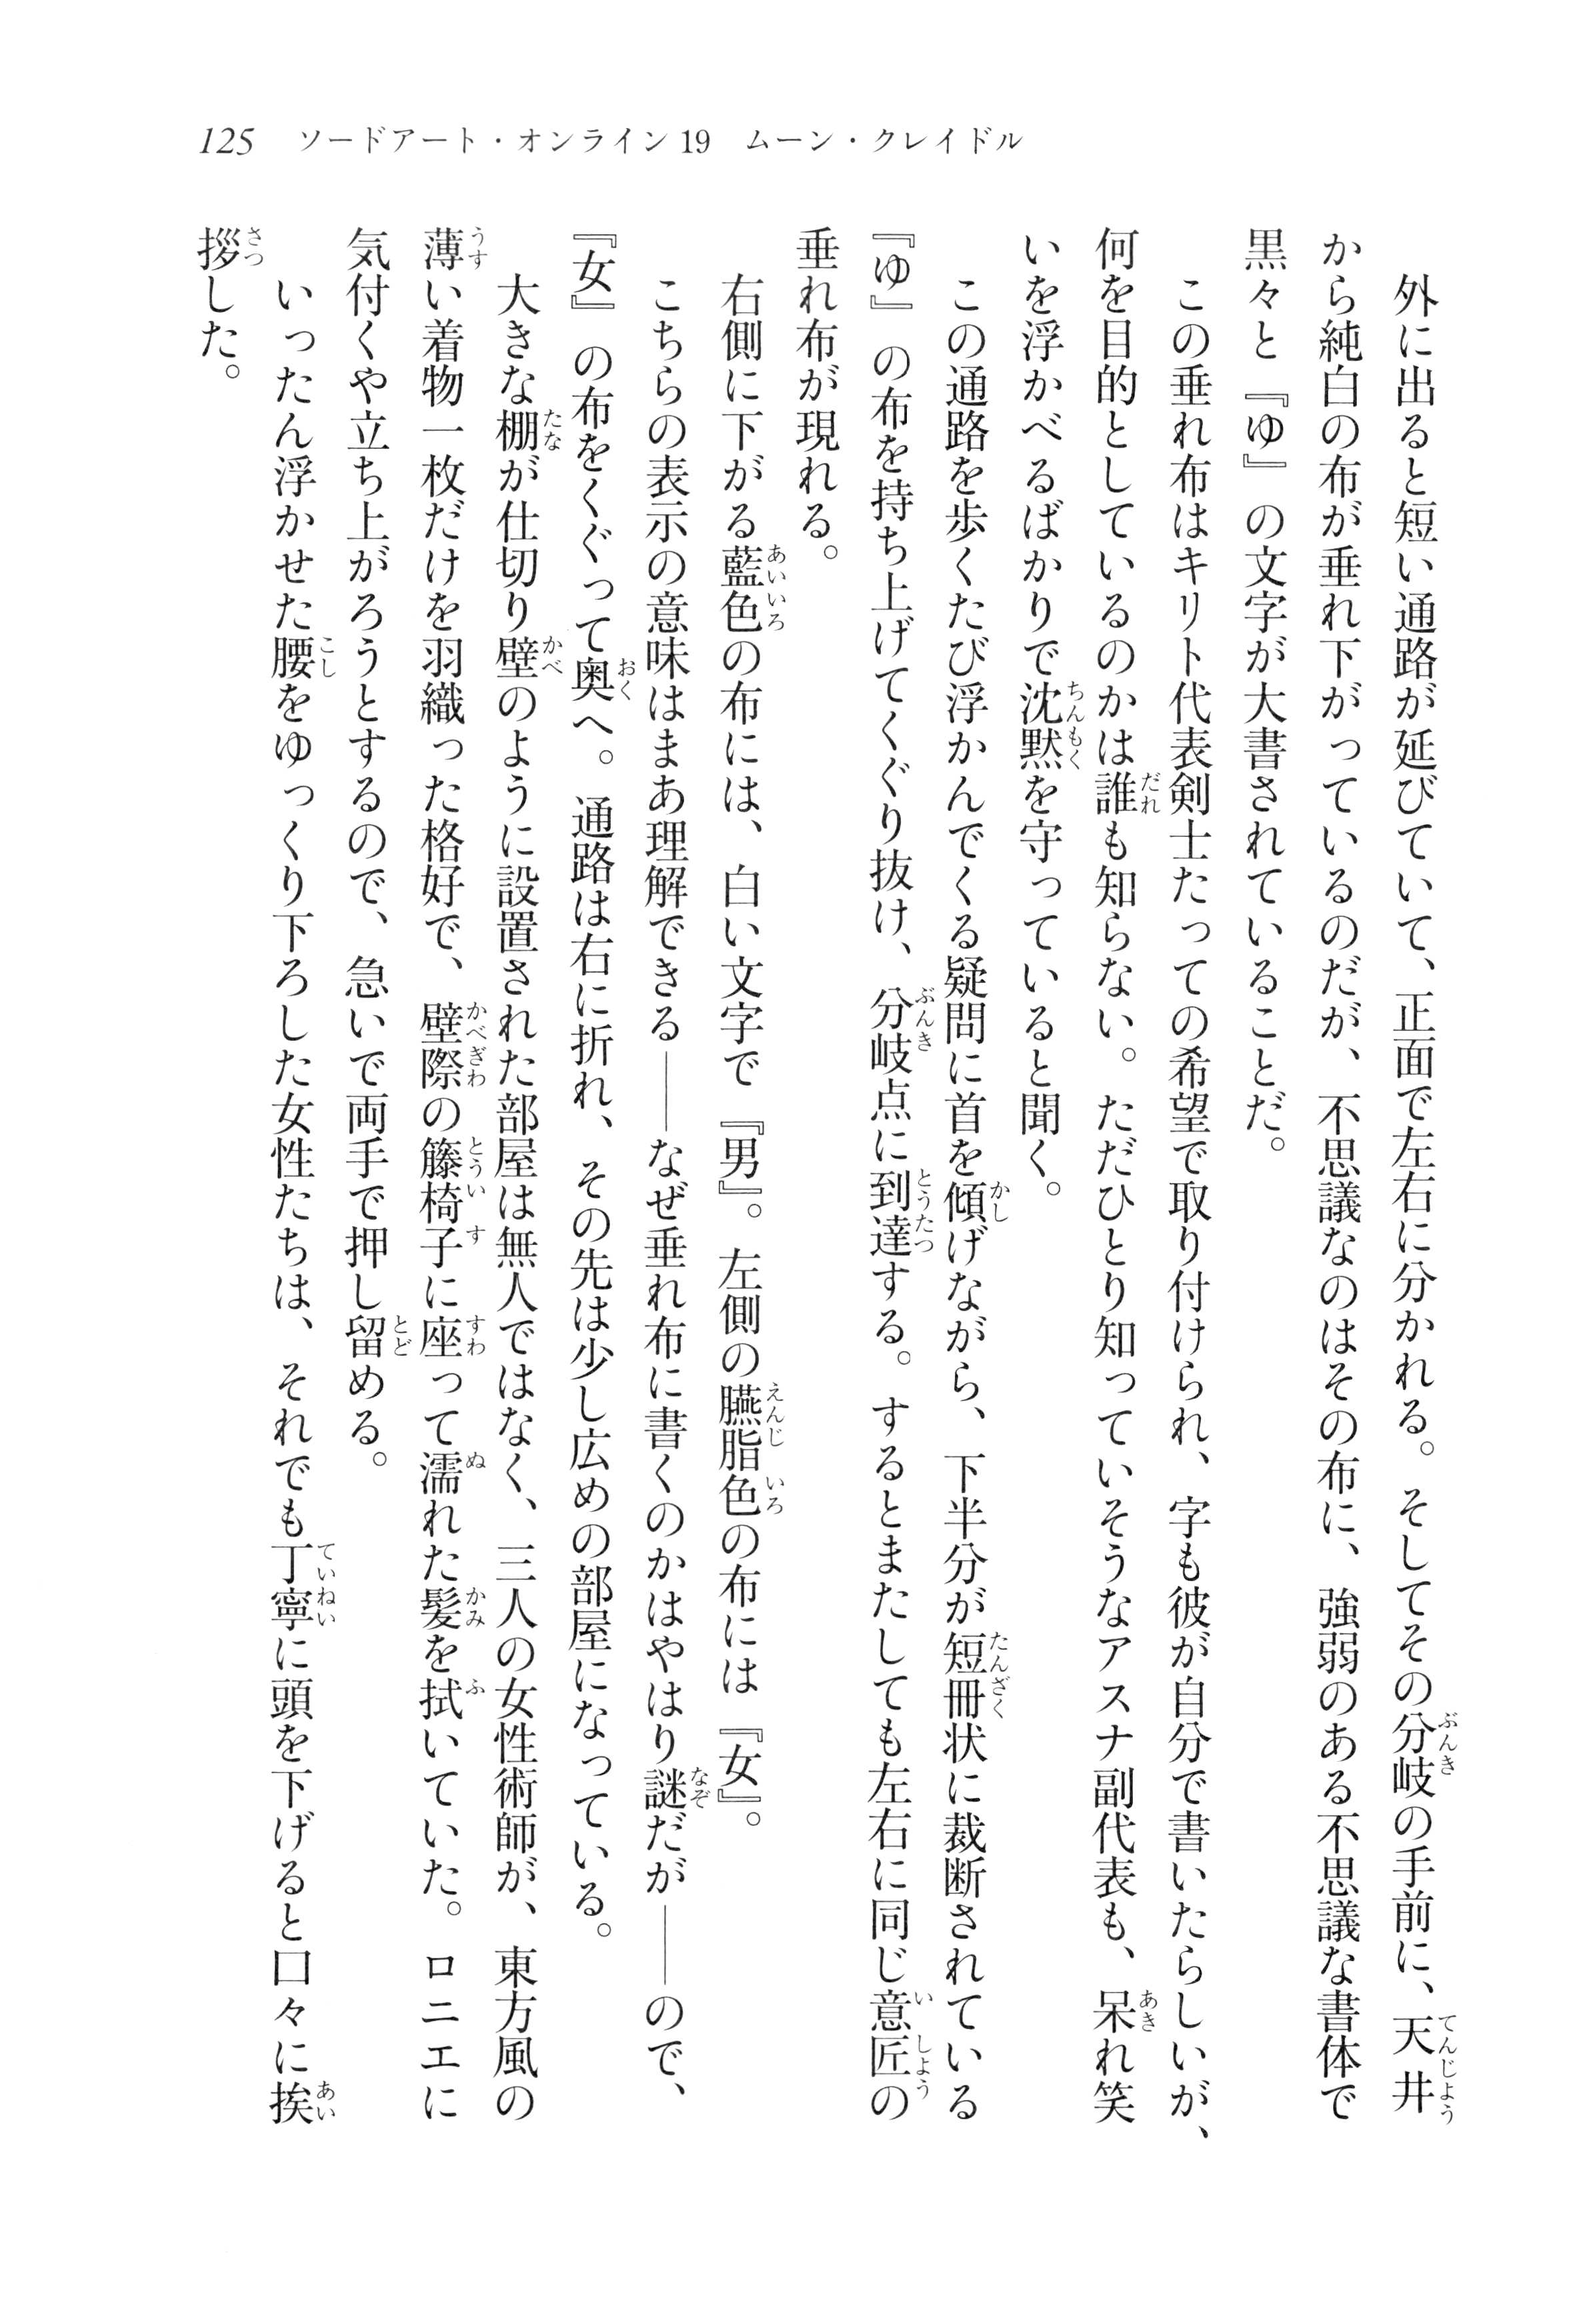 125 ソードアート・オンライン19 ムーン・クレイドル
外に出ると短い通路が延びていて、正面で左右に分かれる。そしてその分岐の手前に、天井
から純白の布が垂れ下がっているのだが、不思議なのはその布に、強弱のある不思議な書体で
黒々と『ゆ』の文字が大書されていることだ。
この垂れ布はキリト代表剣士たっての希望で取り付けられ、字も彼が自分で書いたらしいが、
何を目的としているのかは誰も知らない。ただひとり知っていそうなアスナ副代表も、呆れ笑
いを浮かべるばかりで沈黙を守っていると聞く。
この通路を歩くたび浮かんでくる疑問に首を傾げながら、下半分が短冊状に裁断されている
『ゆ』の布を持ち上げてくぐり抜け、分岐点に到達する。するとまたしても左右に同じ意匠の
垂れ布が現れる。
右側に下がる藍色の布には、白い文字で『男』。左側の臙脂色の布には『女』。
こちらの表示の意味はまあ理解できる――なぜ垂れ布に書くのかはやはり謎だが――ので、
『女』の布をくぐって奥へ。通路は右に折れ、その先は少し広めの部屋になっている。
大きな棚が仕切り壁のように設置された部屋は無人ではなく、三人の女性術師が、東方風の
薄い着物一枚だけを羽織った格好で、壁際の籐椅子に座って濡れた髪を拭いていた。ロニエに
気付くや立ち上がろうとするので、急いで両手で押し留める。
いったん浮かせた腰をゆっくり下ろした女性たちは、それでも丁寧に頭を下げると口々に挨
拶した。